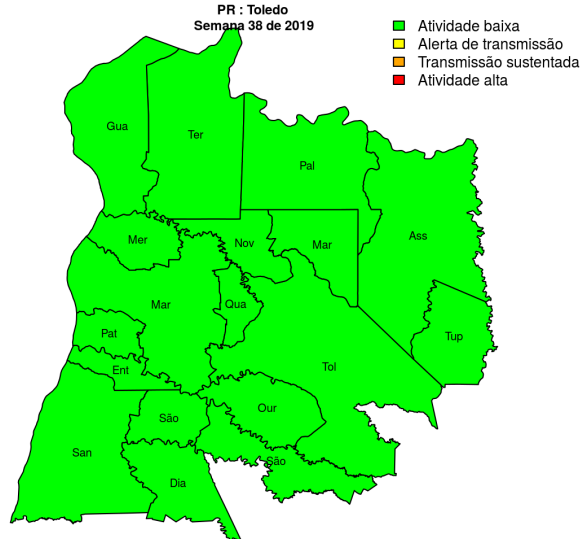 PR : Toledo
Semana 38 de 2019
Atividade baixa
Alerta de transmissão
Transmissão sustentada
Atividade alta
Gua
Ter
Pal
Mer
Nov
Mar
Ass
Mar
Qua
Pat
Tup
Ent
Tol
São
Our
San
São
Dia